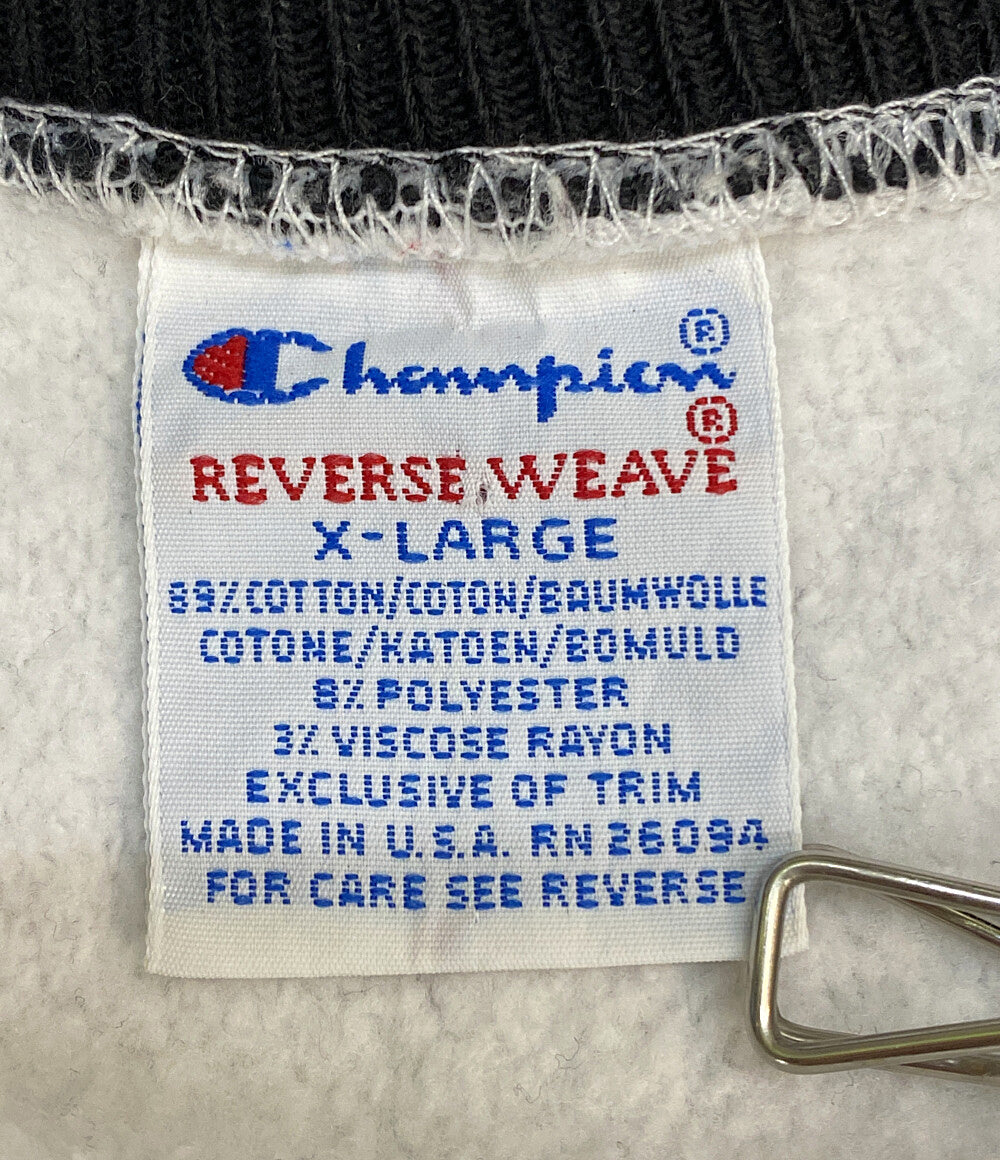 Champion®
REVERSE WEAVE®
X-LARGE
89% COTTON/COTON/BAUMWOLLE
COTONE/KATOEN/BOMULD
8% POLYESTER
3% VISCOSE RAYON
EXCLUSIVE OF TRIM
MADE IN U.S.A. RN 26094
FOR CARE SEE REVERSE